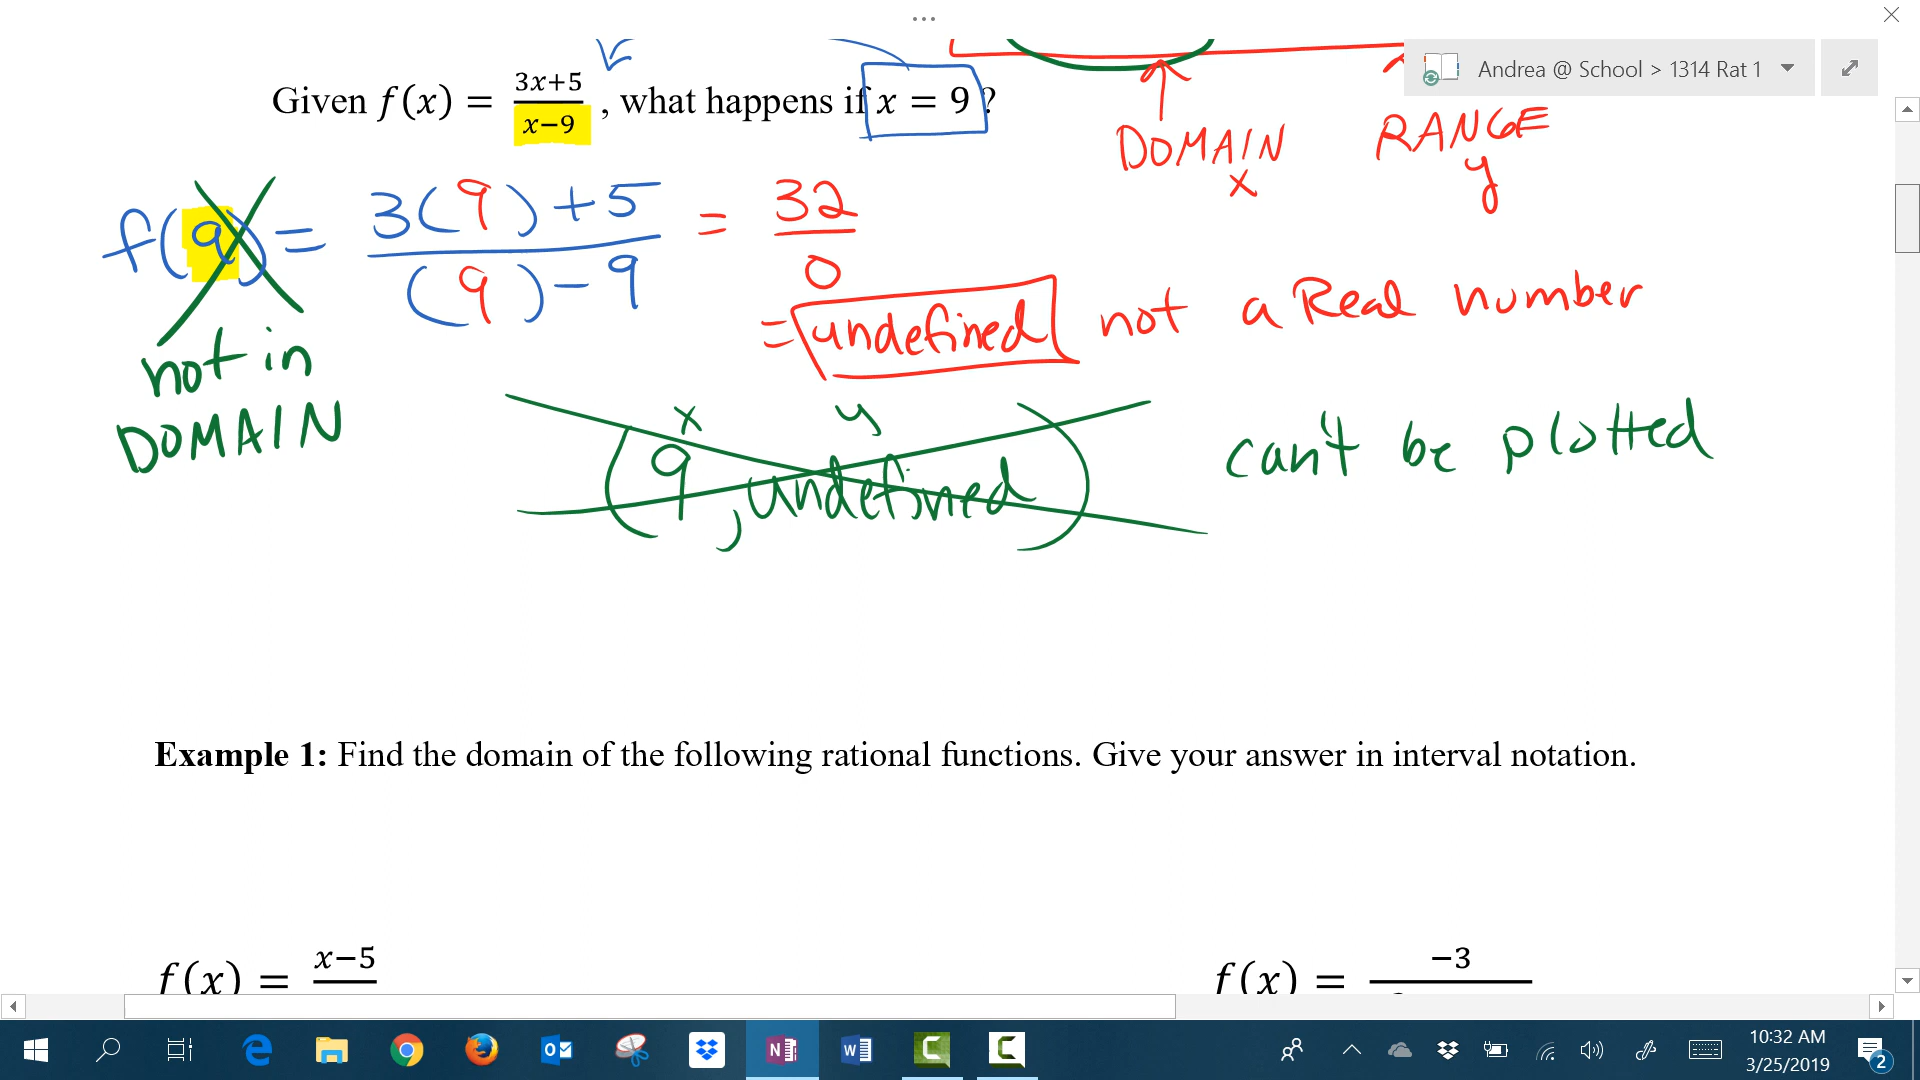 Andrea @ School > 1314 Rat 1
Given f(x) = 3x+5 / x−9 , what happens if x = 9 ?
DOMAIN RANGE
x y
f(9) = 3(9)+5 / (9)−9 = 32 / 0
= undefined not a Real number
not in
DOMAIN
x y
(9, undefined) can't be plotted
Example 1: Find the domain of the following rational functions. Give your answer in interval notation.
f(x) = x−5
f(x) = −3
10:32 AM
3/25/2019
2